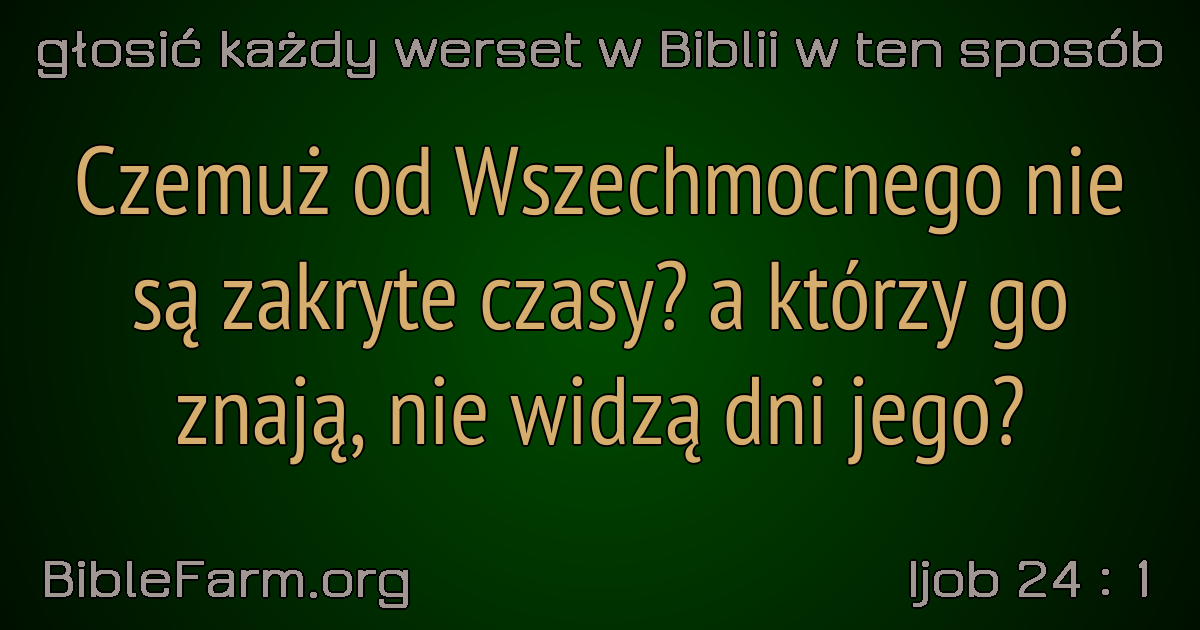 głosić każdy werset w Biblii w ten sposób
Czemuż od Wszechmocnego nie
są zakryte czasy? a którzy go
znają, nie widzą dni jego?
BibleFarm.org
Ijob 24 : 1